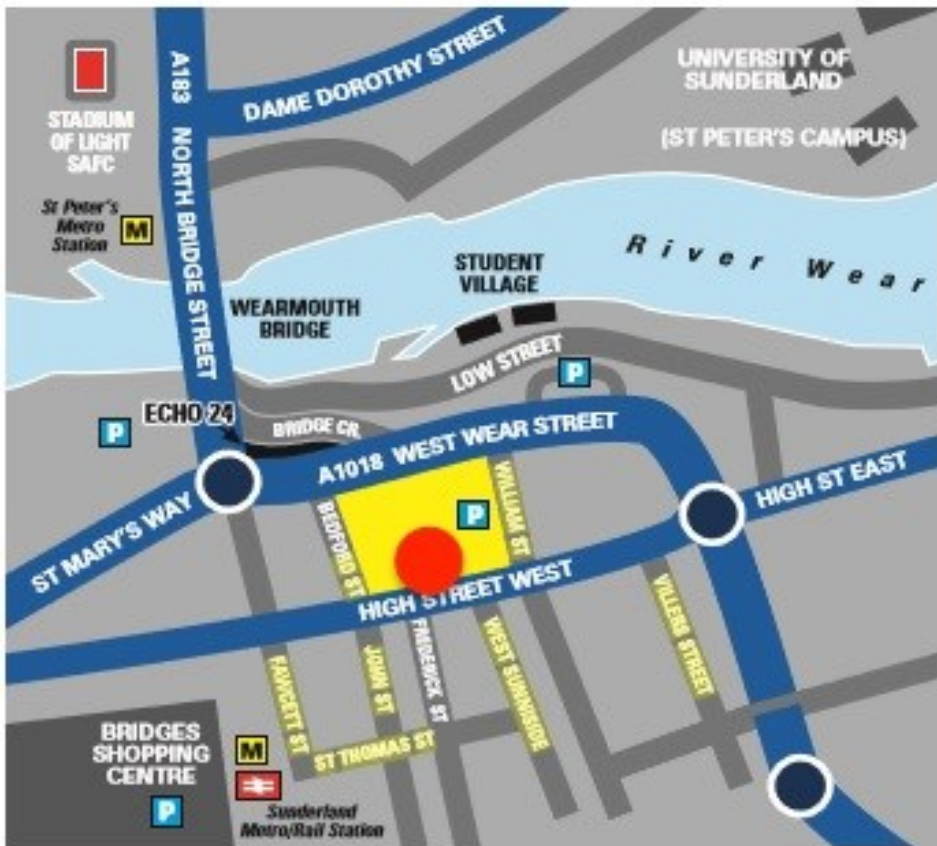 A183 NORTH BRIDGE STREET
DAME DOROTHY STREET
UNIVERSITY OF
SUNDERLAND
(ST PETER'S CAMPUS)
STADIUM
OF LIGHT
SAFC
St Peter's
Metro
Station
M
River Wear
STUDENT
VILLAGE
WEARMOUTH
BRIDGE
LOW STREET
P
ECHO 24
P
BRIDGE CR.
A1018 WEST WEAR STREET
ST MARY'S WAY
BEDFORD ST
P
WILLIAM ST
HIGH ST EAST
HIGH STREET WEST
FAWCETT ST
JOHN ST
FREDERICK ST
WEST SUNNISIDE
VILLERS STREET
ST THOMAS ST
BRIDGES
SHOPPING
CENTRE
P
M
Sunderland
Metro/Rail Station